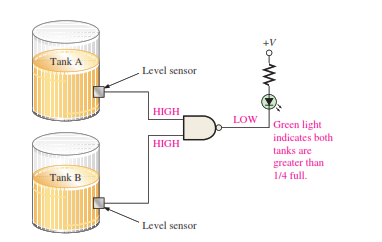 +V
Tank A
Level sensor
HIGH
LOW
Green light
indicates both
tanks are
greater than
1/4 full.
HIGH
Tank B
Level sensor